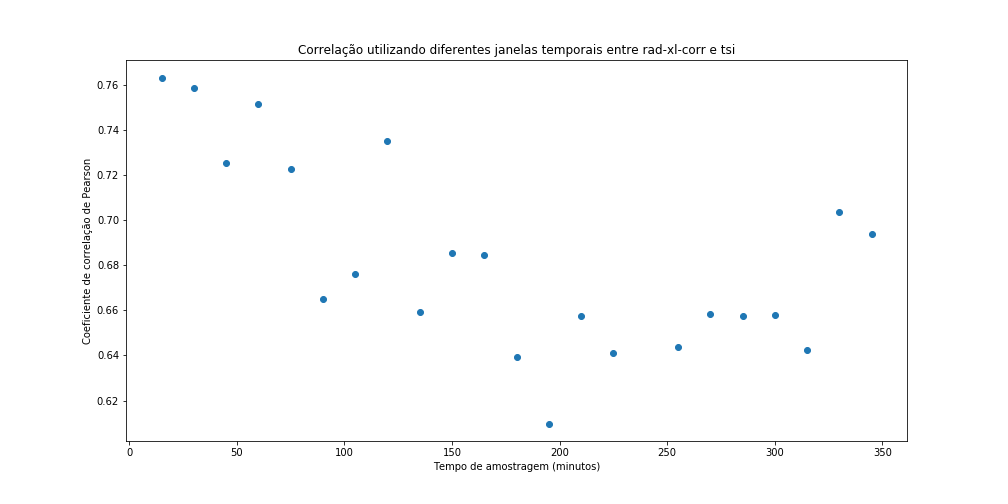 Correlação utilizando diferentes janelas temporais entre rad-xl-corr e tsi
Coeficiente de correlação de Pearson
0.76
0.74
0.72
0.70
0.68
0.66
0.64
0.62
0 50 100 150 200 250 300 350
Tempo de amostragem (minutos)